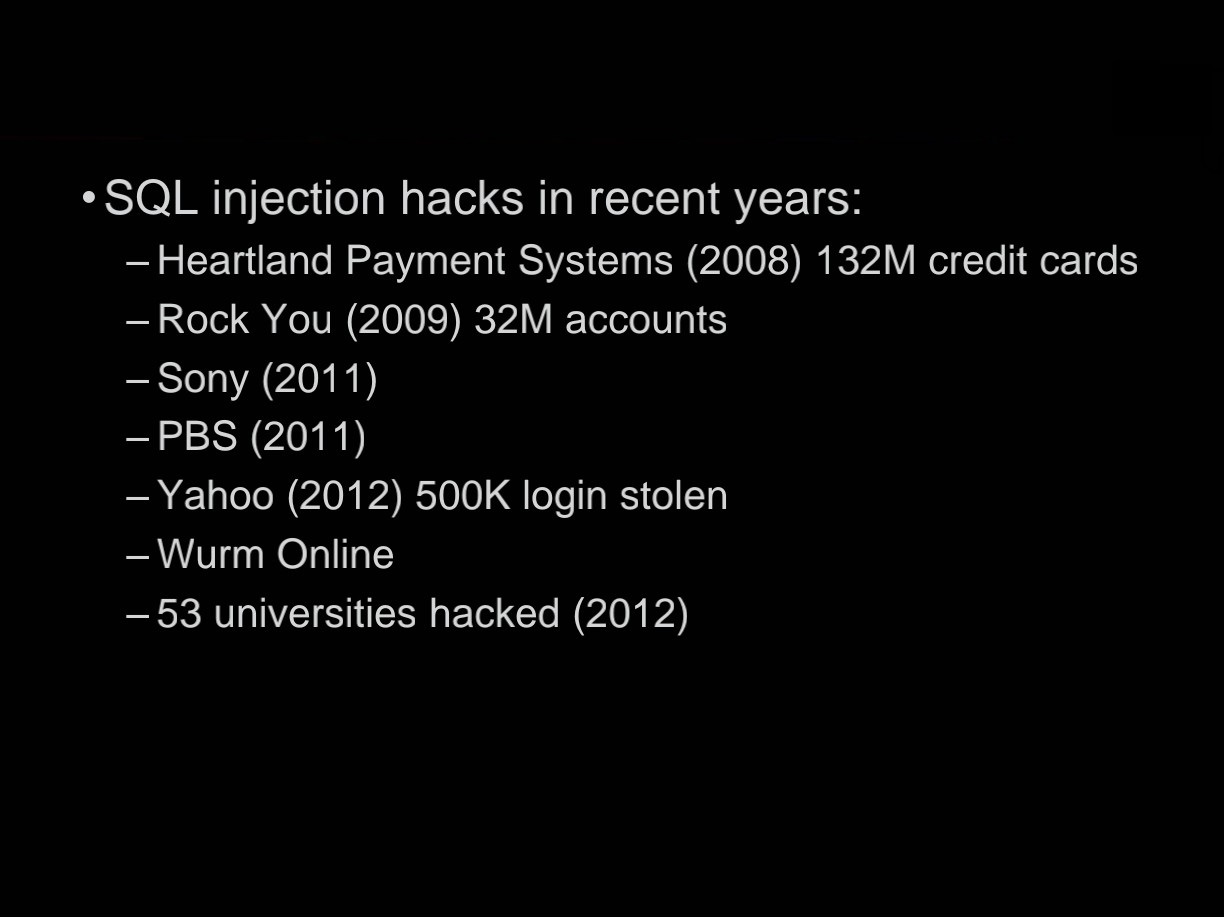 •SQL injection hacks in recent years:
–Heartland Payment Systems (2008) 132M credit cards
–Rock You (2009) 32M accounts
–Sony (2011)
–PBS (2011)
–Yahoo (2012) 500K login stolen
–Wurm Online
–53 universities hacked (2012)